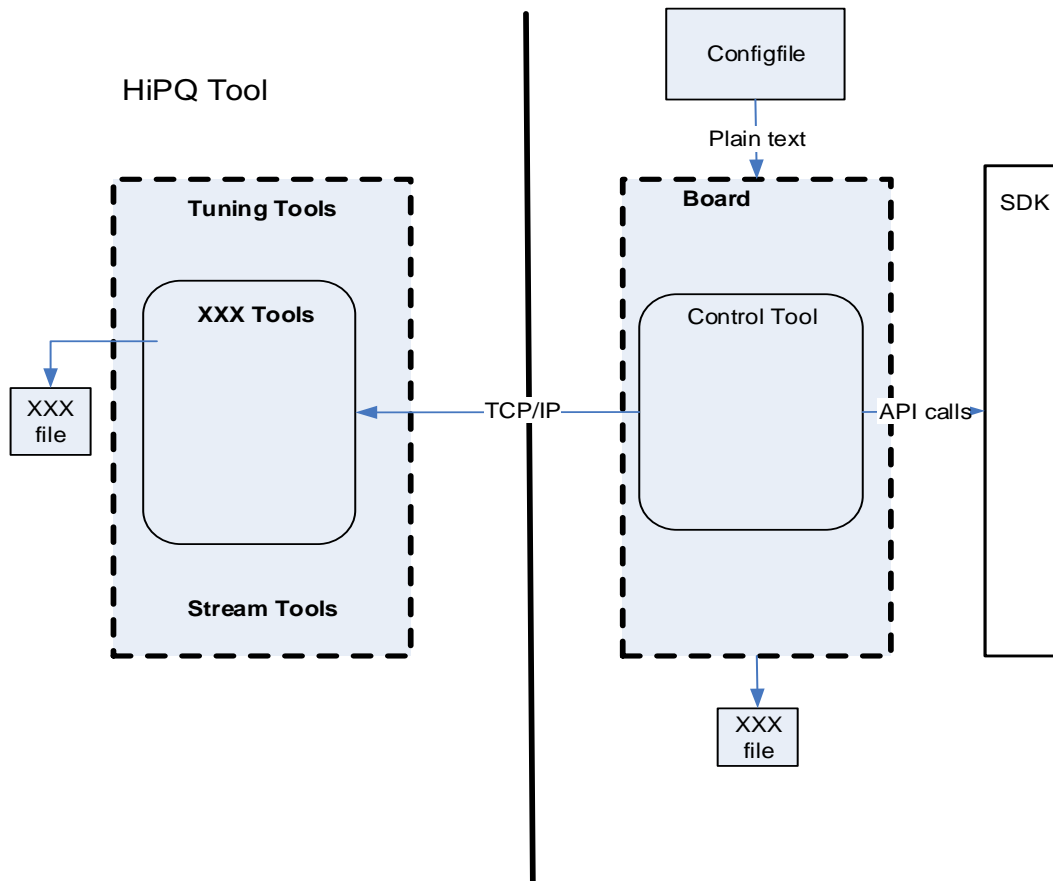 HiPQ Tool
Tuning Tools
XXX Tools
XXX
file
Stream Tools
TCP/IP
Configfile
Plain text
Board
Control Tool
API calls
SDK
XXX
file